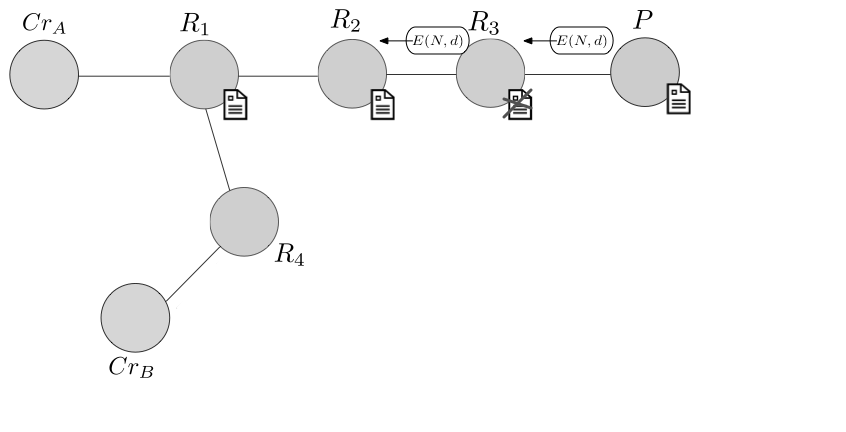 Cr_A
R_1
R_2
E(N, d)
R_3
E(N, d)
P
R_4
Cr_B